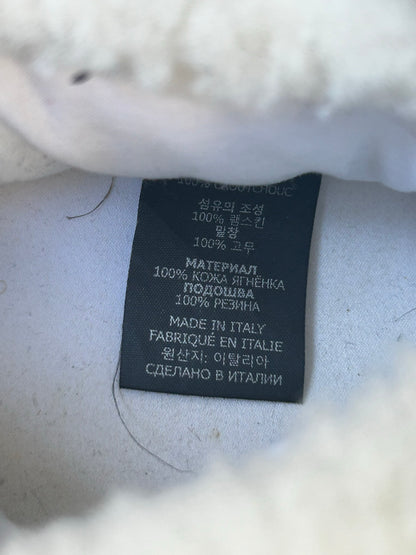 100% CAOUTCHOUC
섬유의 조성
100% 램스킨
밑창
100% 고무
МАТЕРИАЛ
100% КОЖА ЯГНЁНКА
ПОДОШВА
100% РЕЗИНА
MADE IN ITALY
FABRIQUÉ EN ITALIE
원산지: 이탈리아
СДЕЛАНО В ИТАЛИИ